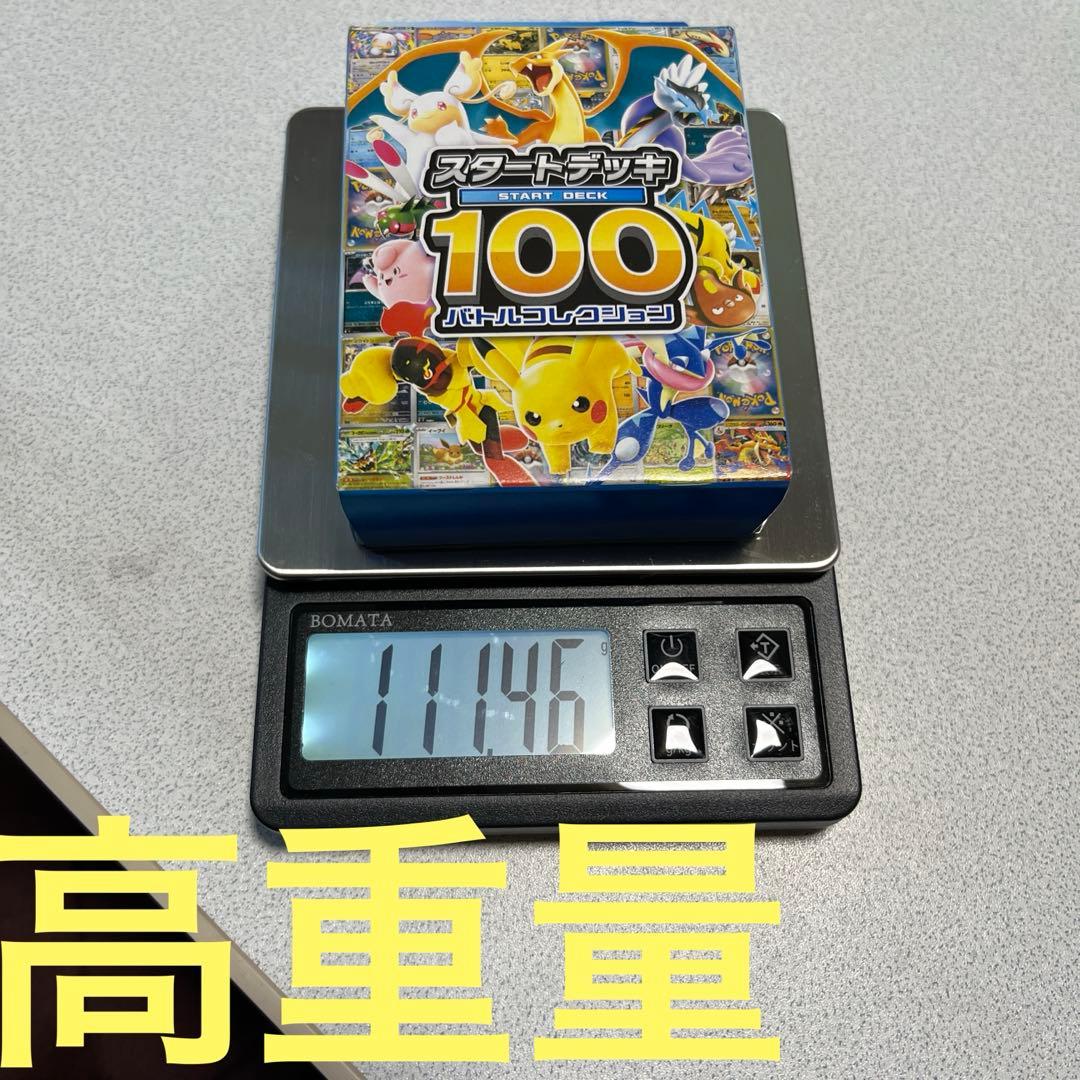 スタートデッキ
START DECK
100
バトルコレクション
BOMATA
111.46 g
高重量